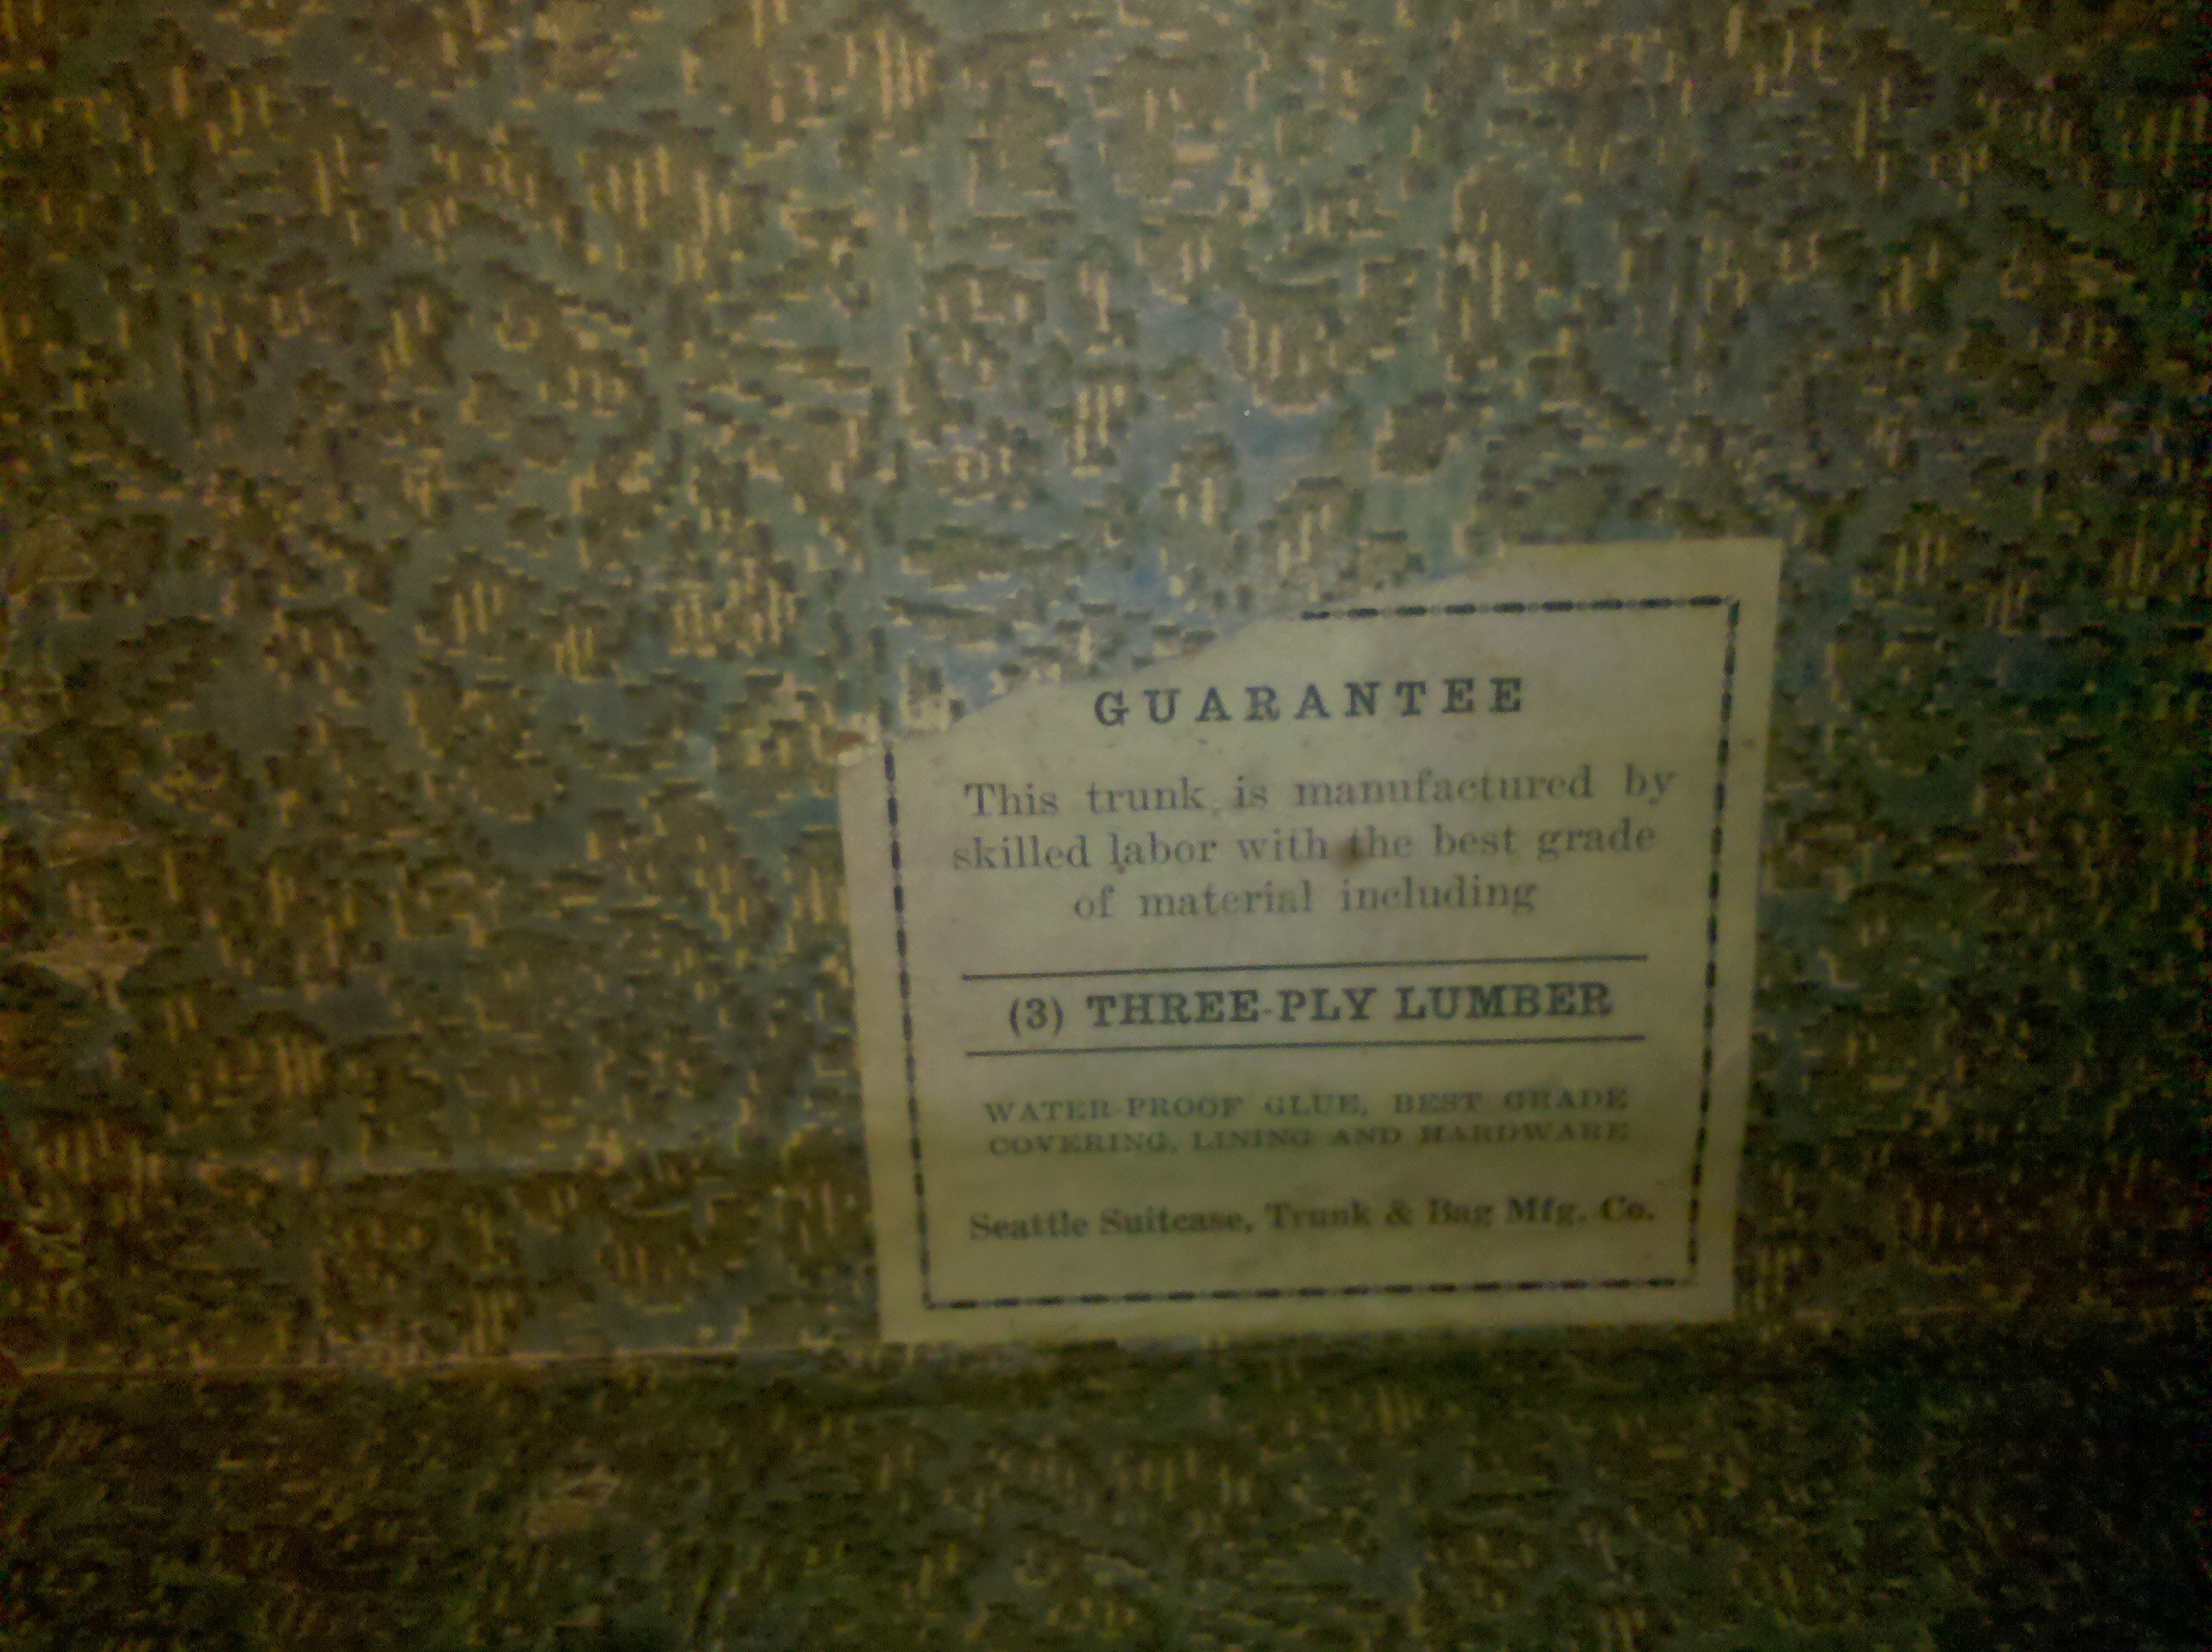 GUARANTEE
This trunk is manufactured by
skilled labor with the best grade
of material including
(3) THREE-PLY LUMBER
WATER-PROOF GLUE, BEST GRADE
COVERING, LINING AND HARDWARE
Seattle Suitcase, Trunk & Bag Mfg. Co.